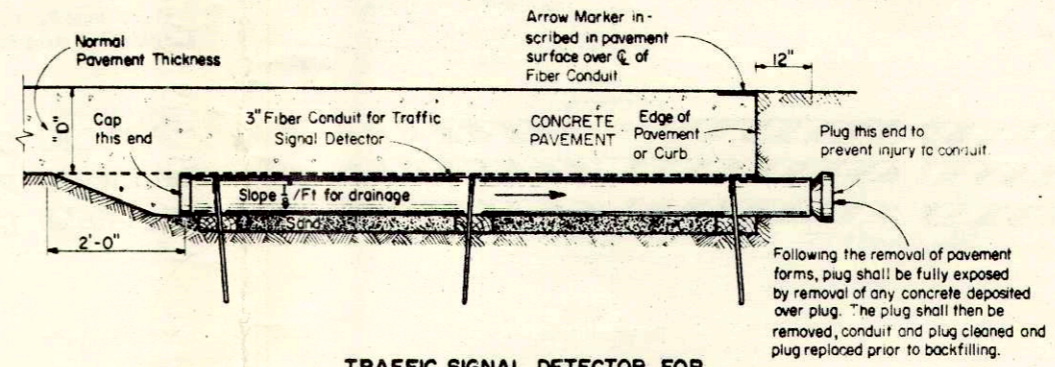 Normal
Pavement Thickness
"D"
Cap
this end
3" Fiber Conduit for Traffic
Signal Detector
Arrow Marker in-
scribed in pavement
surface over ℄ of
Fiber Conduit
CONCRETE
PAVEMENT
Edge of
Pavement
or Curb
12"
Plug this end to
prevent injury to conduit.
Slope 1/8"/Ft for drainage
Sand
2'-0"
Following the removal of pavement
forms, plug shall be fully exposed
by removal of any concrete deposited
over plug. The plug shall then be
removed, conduit and plug cleaned and
plug replaced prior to backfilling.
TRAFFIC SIGNAL DETECTOR FOR